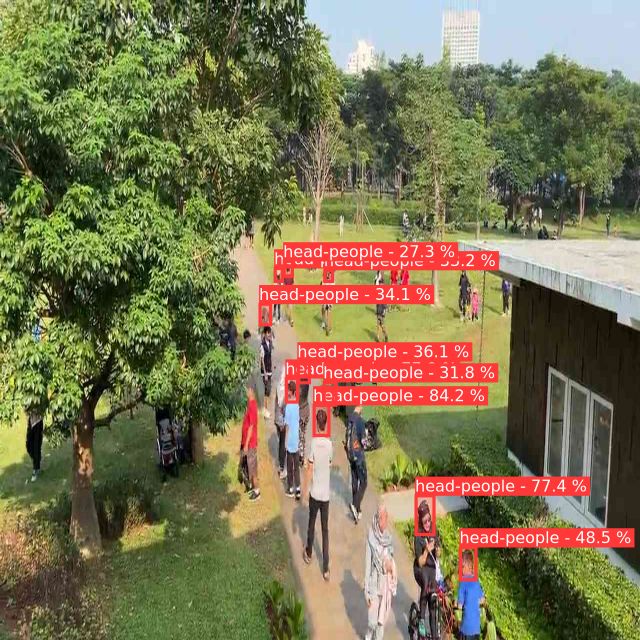 head-people - 27.3 %
head-people - 34.1 %
head-people - 36.1 %
head-people - 31.8 %
head-people - 84.2 %
head-people - 77.4 %
head-people - 48.5 %